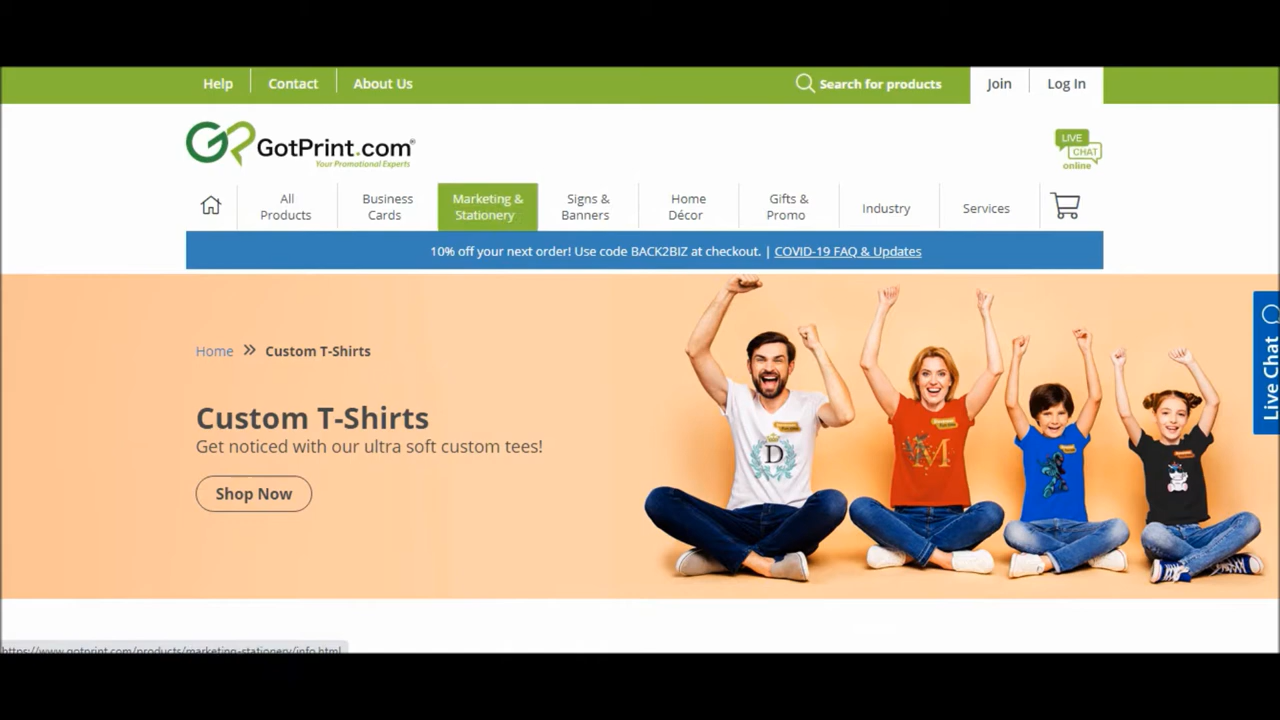 Help
Contact
About Us
Search for products
Join
Log In
GotPrint.com®
Your Promotional Experts
LIVE
CHAT
online
All
Products
Business
Cards
Marketing &
Stationery
Signs &
Banners
Home
Décor
Gifts &
Promo
Industry
Services
10% off your next order! Use code BACK2BIZ at checkout. | COVID-19 FAQ & Updates
Home » Custom T-Shirts
Custom T-Shirts
Get noticed with our ultra soft custom tees!
Shop Now
D
M
Live Chat
https://www.gotprint.com/products/marketing-stationery/info.html